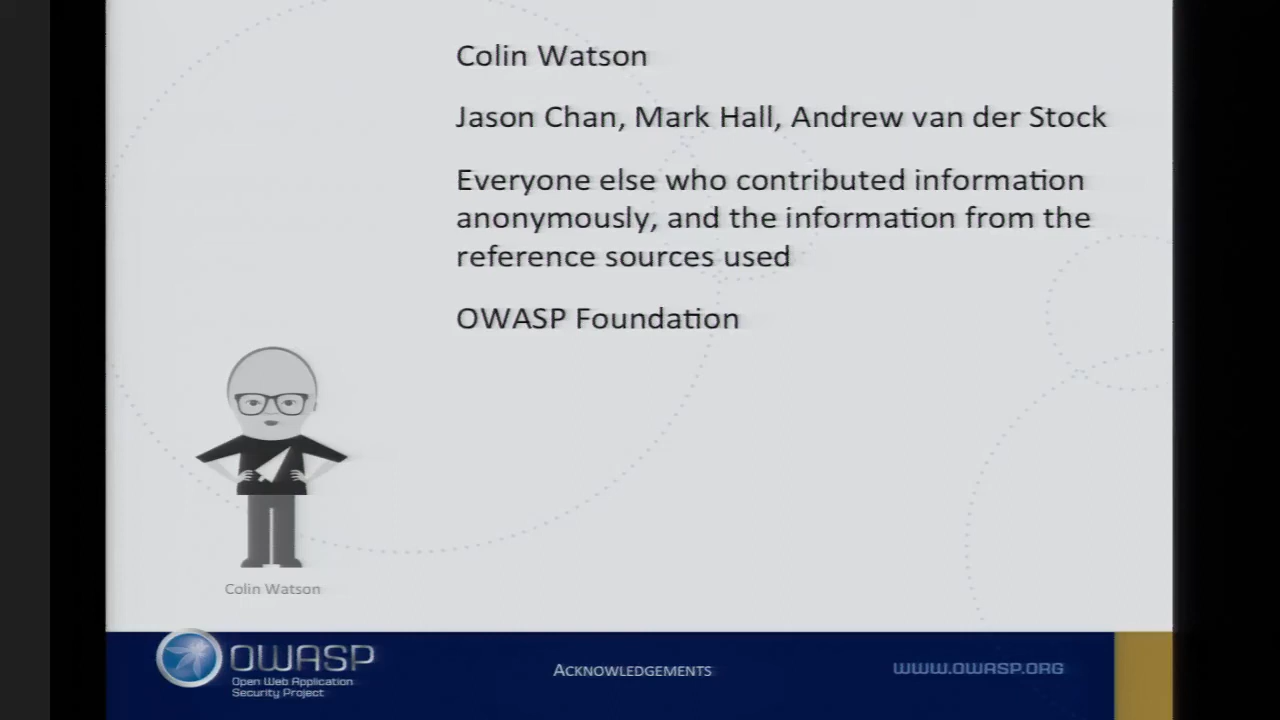 Colin Watson
Jason Chan, Mark Hall, Andrew van der Stock
Everyone else who contributed information
anonymously, and the information from the
reference sources used
OWASP Foundation
Colin Watson
OWASP
Open Web Application
Security Project
ACKNOWLEDGEMENTS
WWW.OWASP.ORG